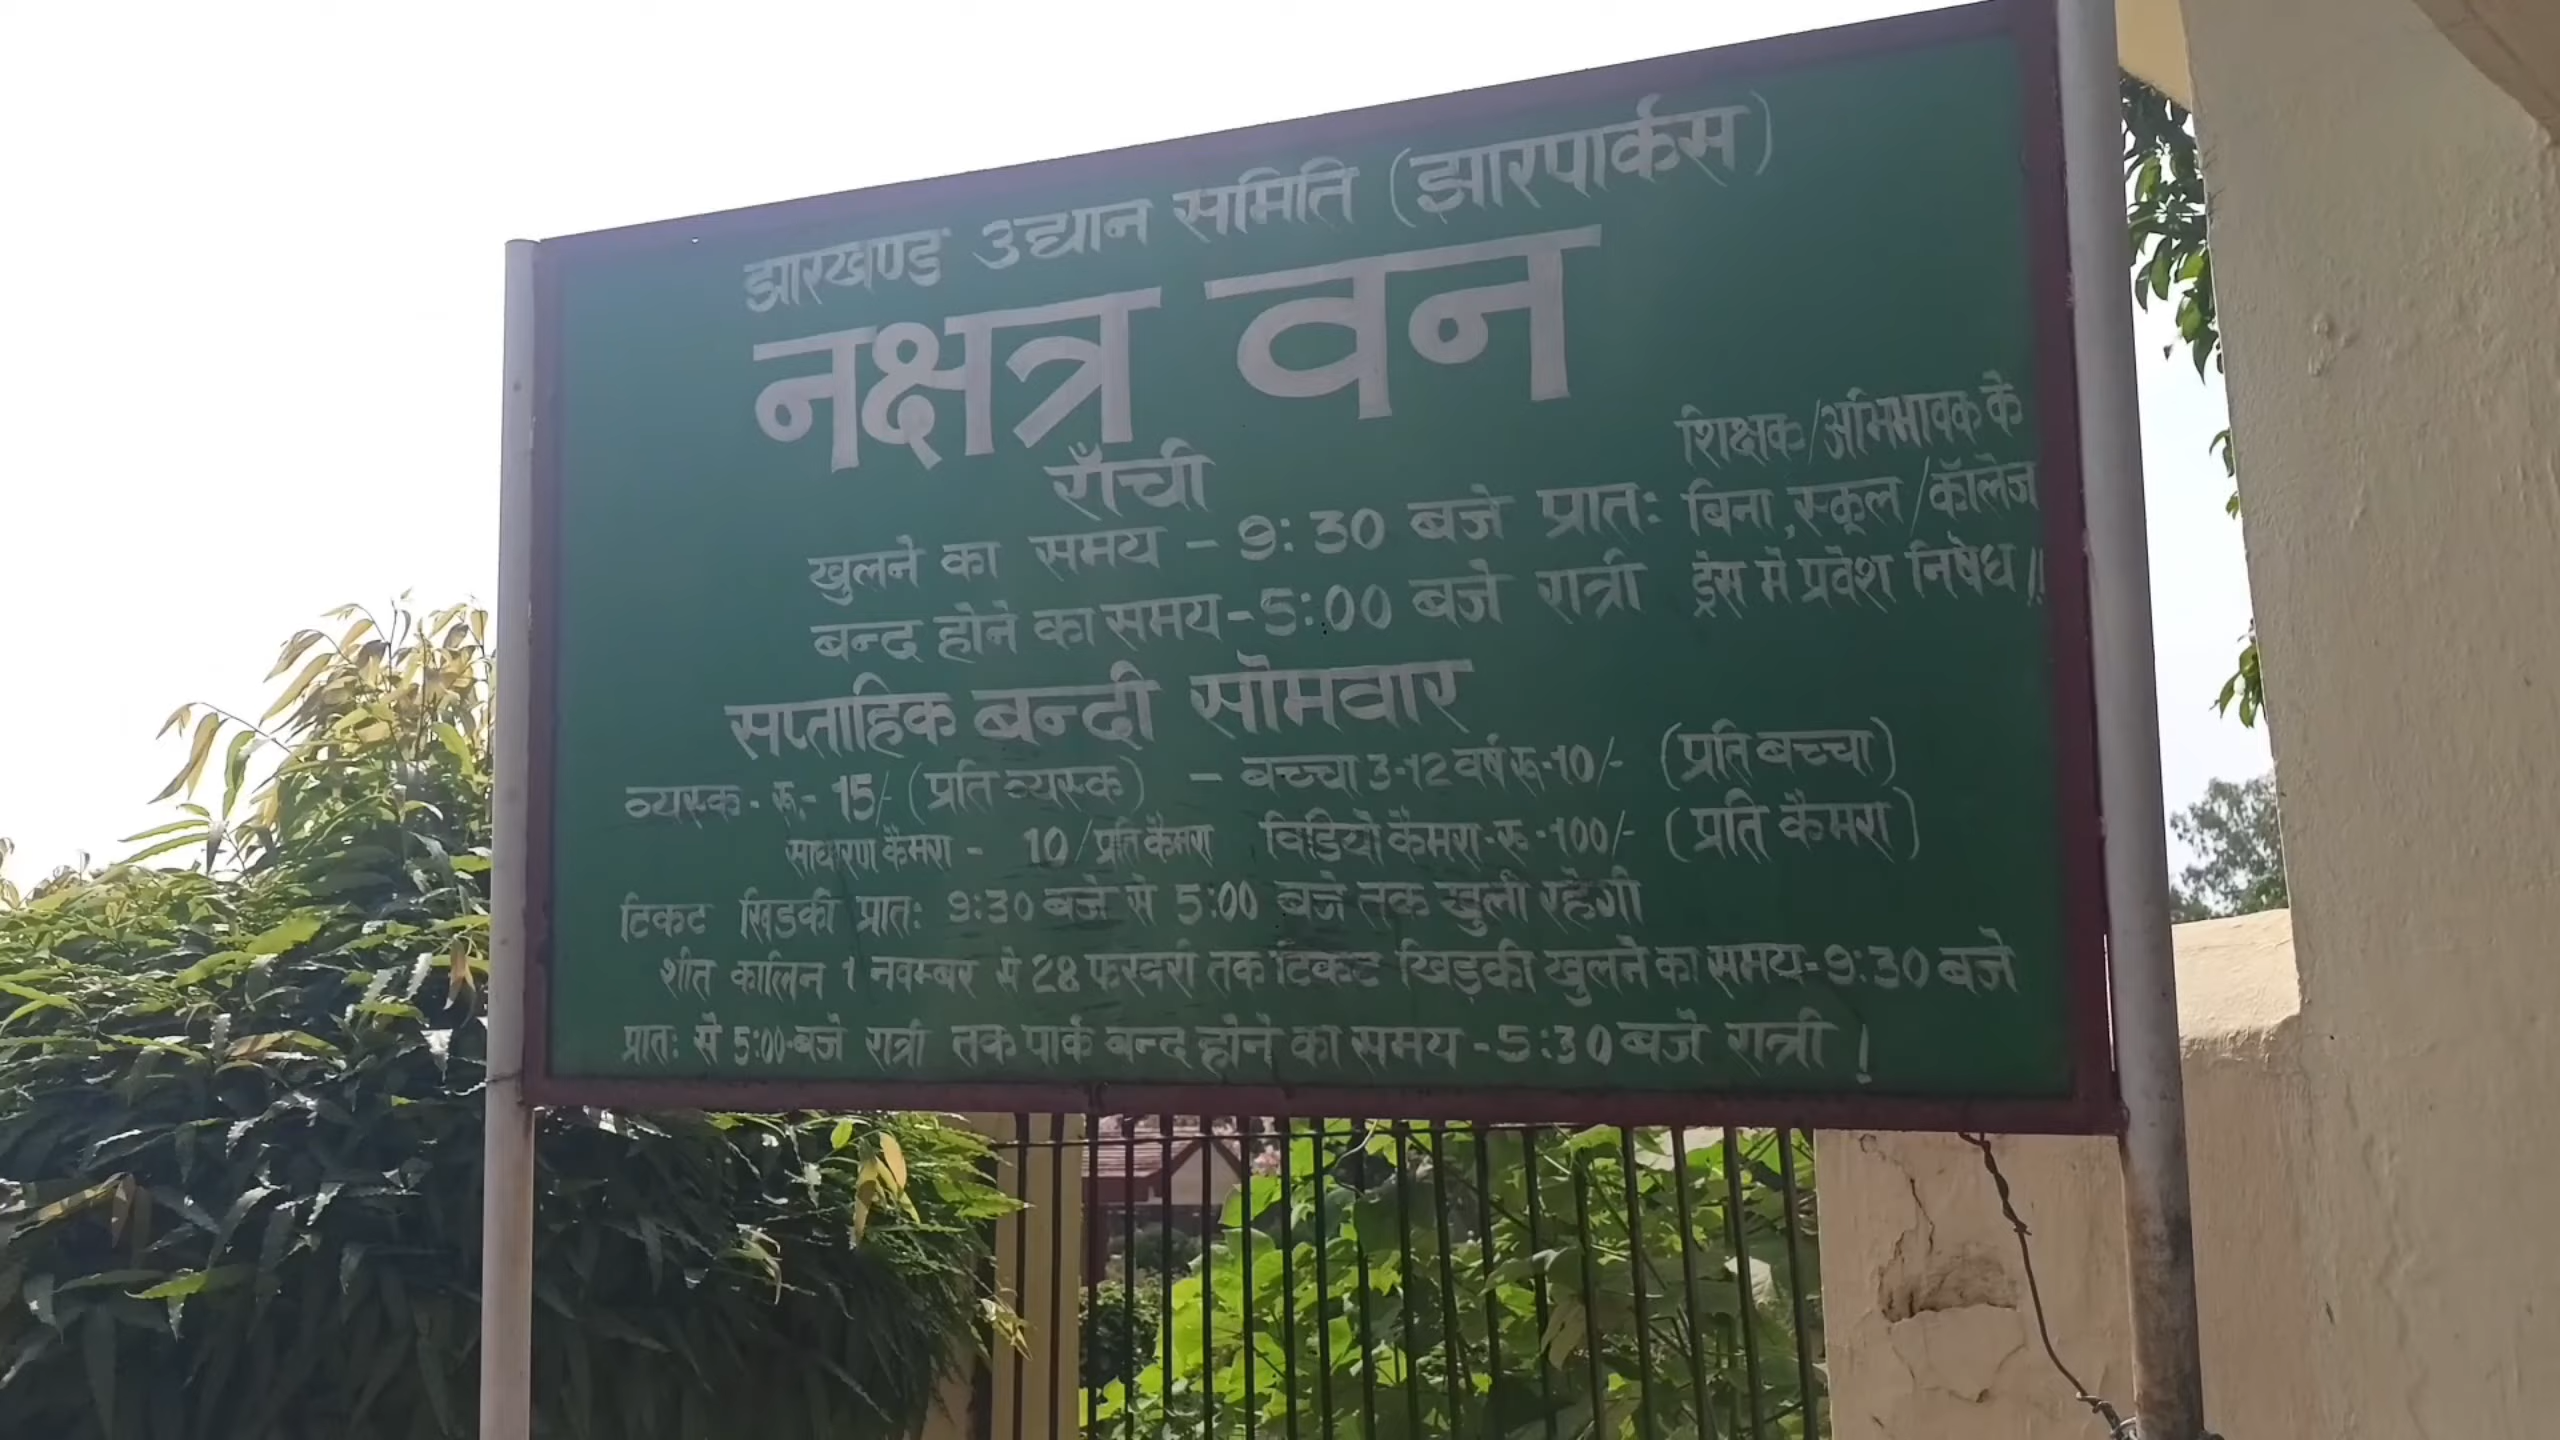 झारखण्ड उद्यान समिति (झारपार्कस)
नक्षत्र वन
राँची
खुलने का समय - 9:30 बजे प्रातः
बन्द होने का समय - 5:00 बजे रात्री
शिक्षक/अभिभावक के
बिना, स्कूल/कॉलेज
ड्रेस मे प्रवेश निषेध।।
सप्ताहिक बन्दी सोमवार
व्यस्क - रू - 15/- (प्रति व्यस्क) - बच्चा 3-12 वर्ष रू-10/- (प्रति बच्चा)
साधारण कैमरा - 10/प्रति कैमरा विडियो कैमरा-रू-100/- (प्रति कैमरा)
टिकट खिडकी प्रातः 9:30 बजे से 5:00 बजे तक खुली रहेगी
शीत कालिन 1 नवम्बर से 28 फरवरी तक टिकट खिड़की खुलने का समय-9:30 बजे
प्रातः से 5:00-बजे रात्री तक पार्क बन्द होने का समय -5:30 बजे रात्री !